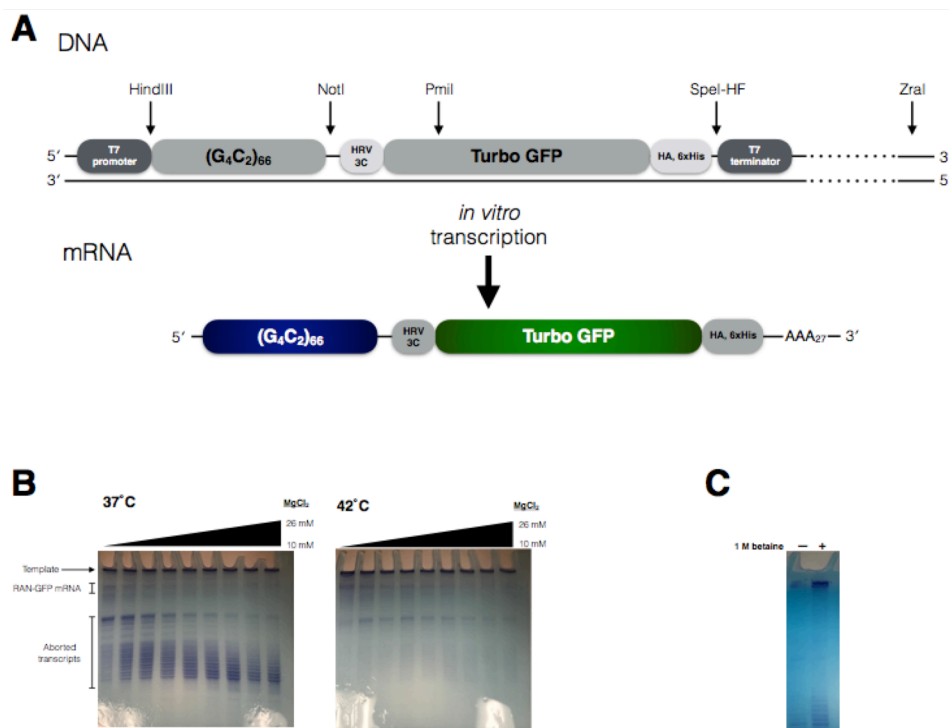 A
DNA
HindIII NotI PmiI SpeI-HF ZraI
5′ T7 promoter (G4C2)66 HRV 3C Turbo GFP HA, 6xHis T7 terminator 3
3′ 5
in vitro
transcription
mRNA
5′ (G4C2)66 HRV 3C Turbo GFP HA, 6xHis AAA27 3′
B
37˚C MgCl2
26 mM
10 mM
42˚C MgCl2
26 mM
10 mM
Template
RAN-GFP mRNA
Aborted
transcripts
C
1 M betaine − +